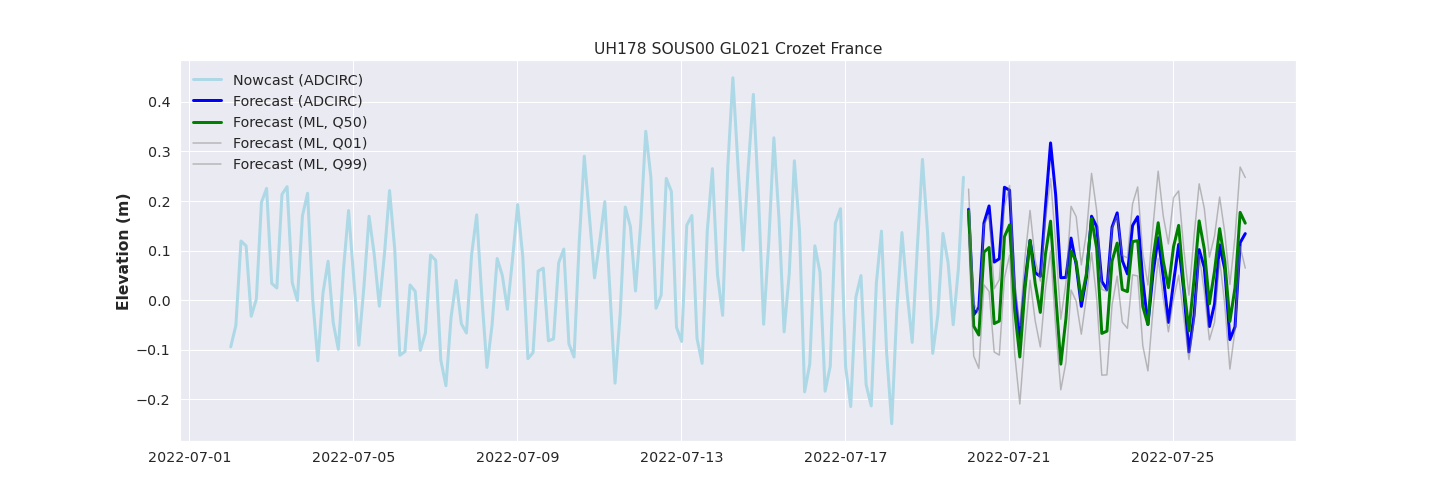 UH178 SOUS00 GL021 Crozet France
Nowcast (ADCIRC)
Forecast (ADCIRC)
Forecast (ML, Q50)
Forecast (ML, Q01)
Forecast (ML, Q99)
Elevation (m)
0.4
0.3
0.2
0.1
0.0
−0.1
−0.2
2022-07-01 2022-07-05 2022-07-09 2022-07-13 2022-07-17 2022-07-21 2022-07-25